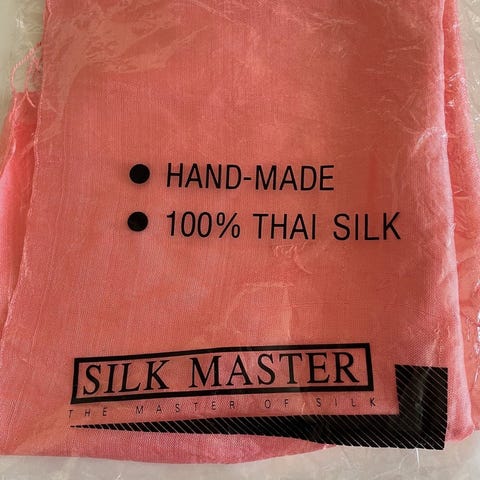 ● HAND-MADE
● 100% THAI SILK
SILK MASTER
THE MASTER OF SILK